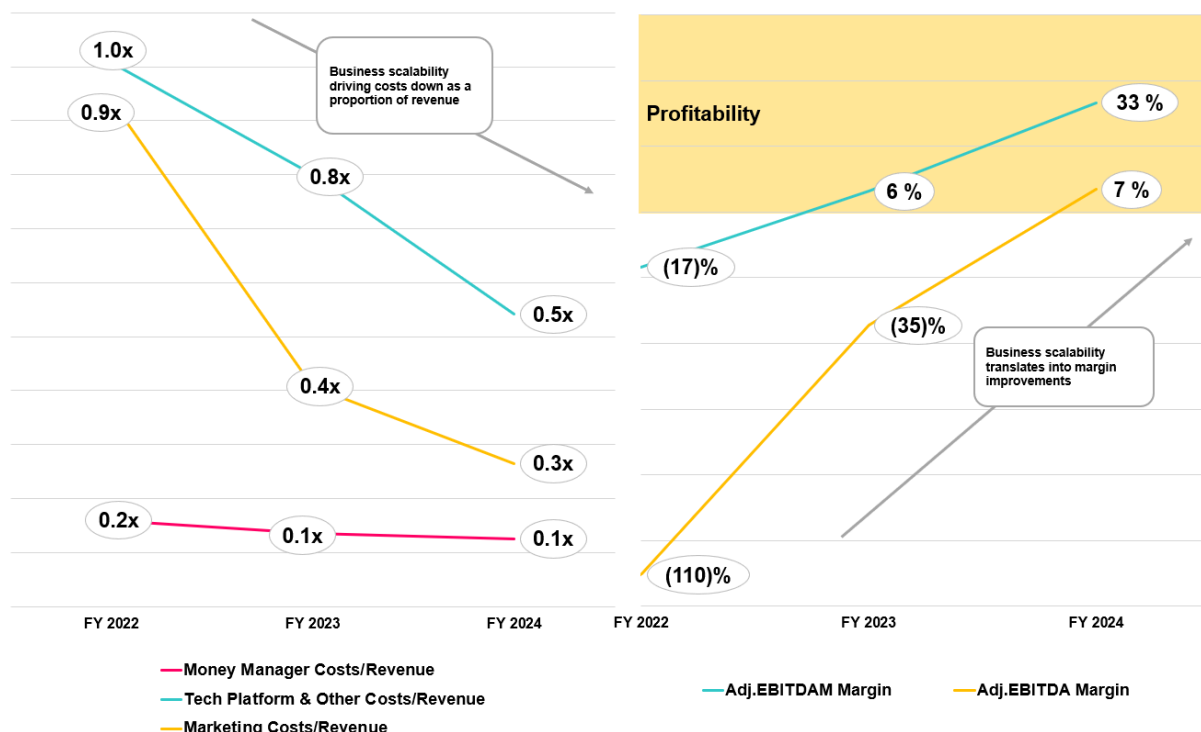 1.0x
0.9x
Business scalability
driving costs down as a
proportion of revenue
0.8x
0.5x
0.4x
0.3x
0.2x
0.1x
0.1x
FY 2022
FY 2023
FY 2024
Money Manager Costs/Revenue
Tech Platform & Other Costs/Revenue
Marketing Costs/Revenue
Profitability
33 %
6 %
7 %
(17)%
(35)%
Business scalability
translates into margin
improvements
(110)%
FY 2022
FY 2023
FY 2024
Adj.EBITDAM Margin
Adj.EBITDA Margin